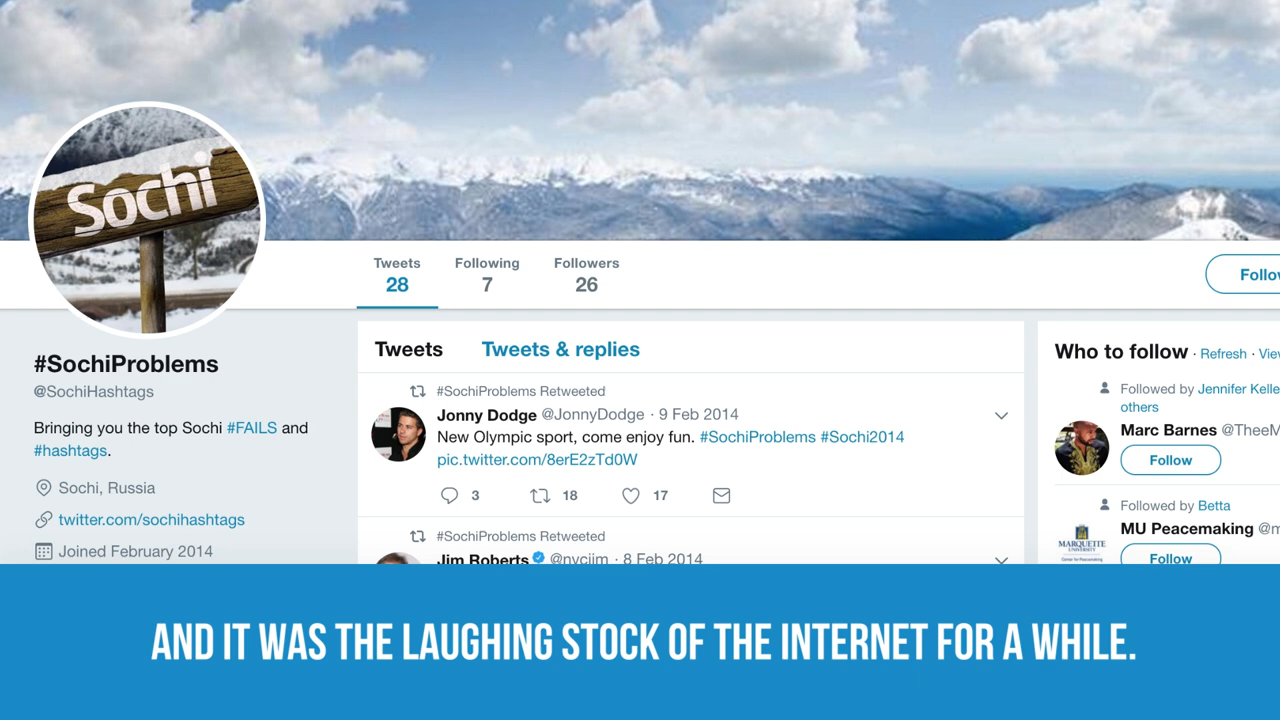 Sochi
Tweets
28
Following
7
Followers
26
Follo
#SochiProblems
@SochiHashtags
Bringing you the top Sochi #FAILS and
#hashtags.
Sochi, Russia
twitter.com/sochihashtags
Joined February 2014
Tweets
Tweets & replies
#SochiProblems Retweeted
Jonny Dodge @JonnyDodge · 9 Feb 2014
New Olympic sport, come enjoy fun. #SochiProblems #Sochi2014
pic.twitter.com/8erE2zTd0W
3
18
17
#SochiProblems Retweeted
Jim Roberts @nycjim · 8 Feb 2014
Who to follow · Refresh · View
Followed by Jennifer Kelle
others
Marc Barnes @TheeM
Follow
Followed by Betta
MU Peacemaking @m
MARQUETTE
UNIVERSITY
Center for Peacemaking
Follow
AND IT WAS THE LAUGHING STOCK OF THE INTERNET FOR A WHILE.